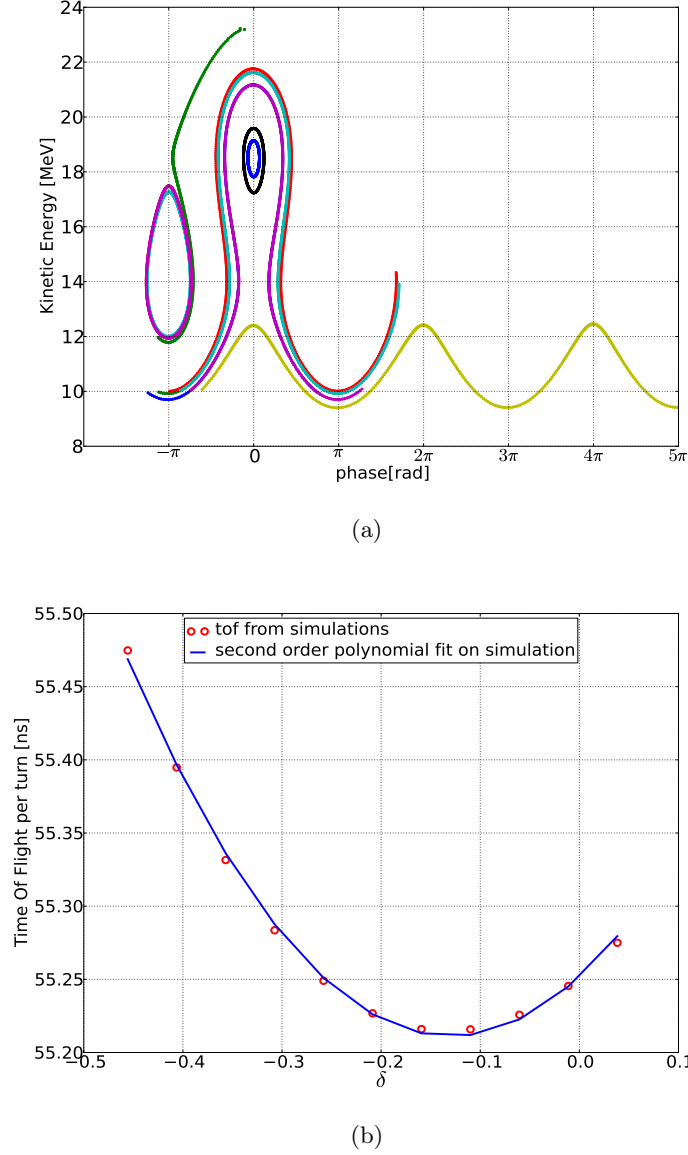 24
22
20
18
16
14
12
10
8
Kinetic Energy [MeV]
−π 0 π 2π 3π 4π 5π
phase[rad]
(a)
55.50
55.45
55.40
55.35
55.30
55.25
55.20
Time Of Flight per turn [ns]
tof from simulations
second order polynomial fit on simulation
−0.5 −0.4 −0.3 −0.2 −0.1 0.0 0.1
δ
(b)